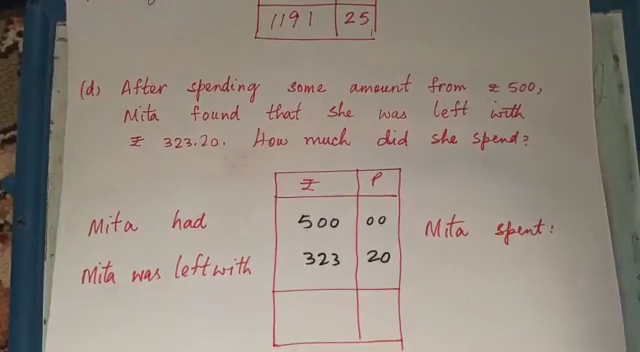 1191 25
(d) After spending some amount from ₹ 500,
Mita found that she was left with
₹ 323.20. How much did she spend?
₹ P
Mita had 500 00 Mita spent:
Mita was left with 323 20